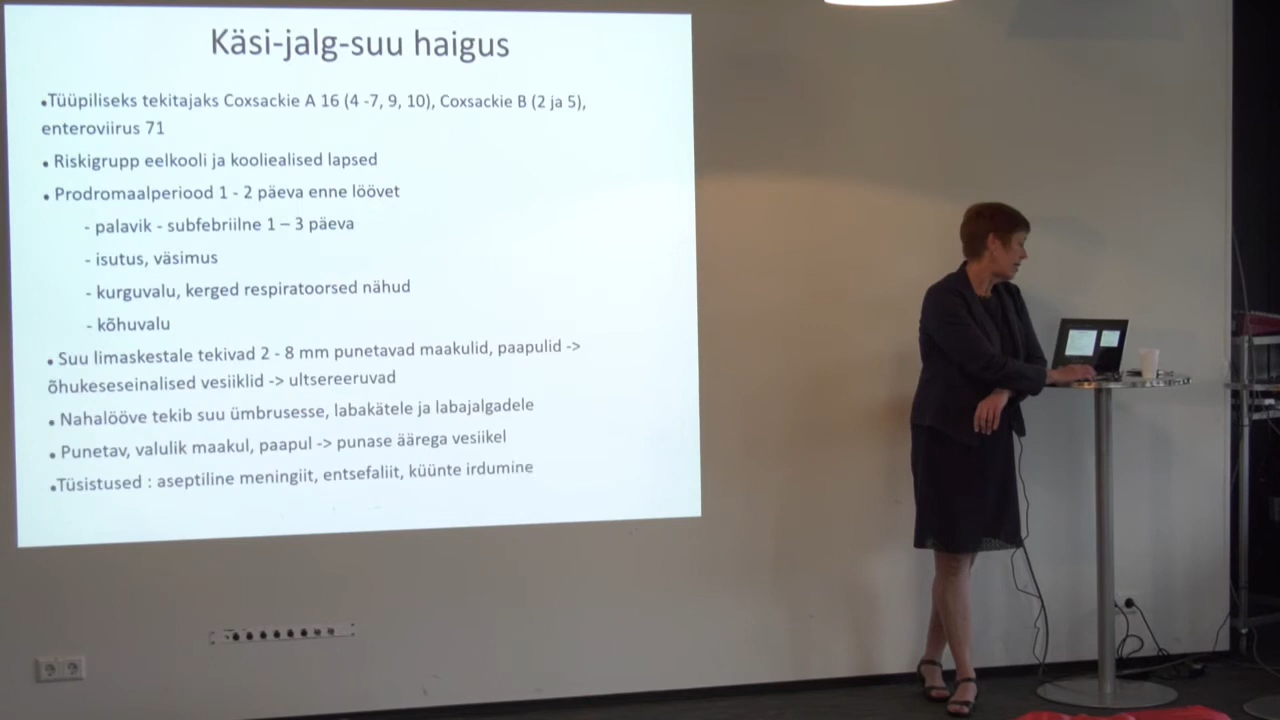 Käsi-jalg-suu haigus
•Tüüpiliseks tekitajaks Coxsackie A 16 (4 -7, 9, 10), Coxsackie B (2 ja 5),
enteroviirus 71
• Riskigrupp eelkooli ja kooliealised lapsed
• Prodromaalperiood 1 - 2 päeva enne löövet
- palavik - subfebriilne 1 – 3 päeva
- isutus, väsimus
- kurguvalu, kerged respiratoorsed nähud
- kõhuvalu
• Suu limaskestale tekivad 2 - 8 mm punetavad maakulid, paapulid ->
õhukeseseinalised vesiiklid -> ultsereeruvad
• Nahalööve tekib suu ümbrusesse, labakätele ja labajalgadele
• Punetav, valulik maakul, paapul -> punase äärega vesiikel
•Tüsistused : aseptiline meningiit, entsefaliit, küünte irdumine